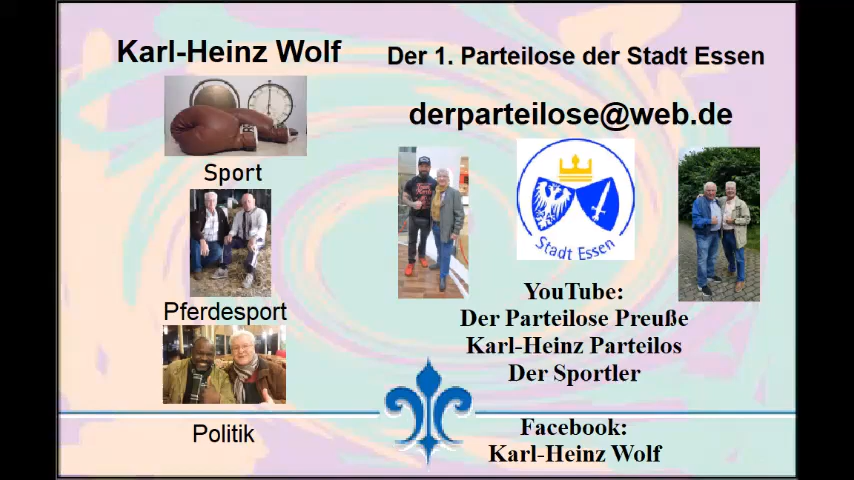 Karl-Heinz Wolf
Der 1. Parteilose der Stadt Essen
derparteilose@web.de
Sport
Pferdesport
Politik
Stadt Essen
YouTube:
Der Parteilose Preuße
Karl-Heinz Parteilos
Der Sportler
Facebook:
Karl-Heinz Wolf